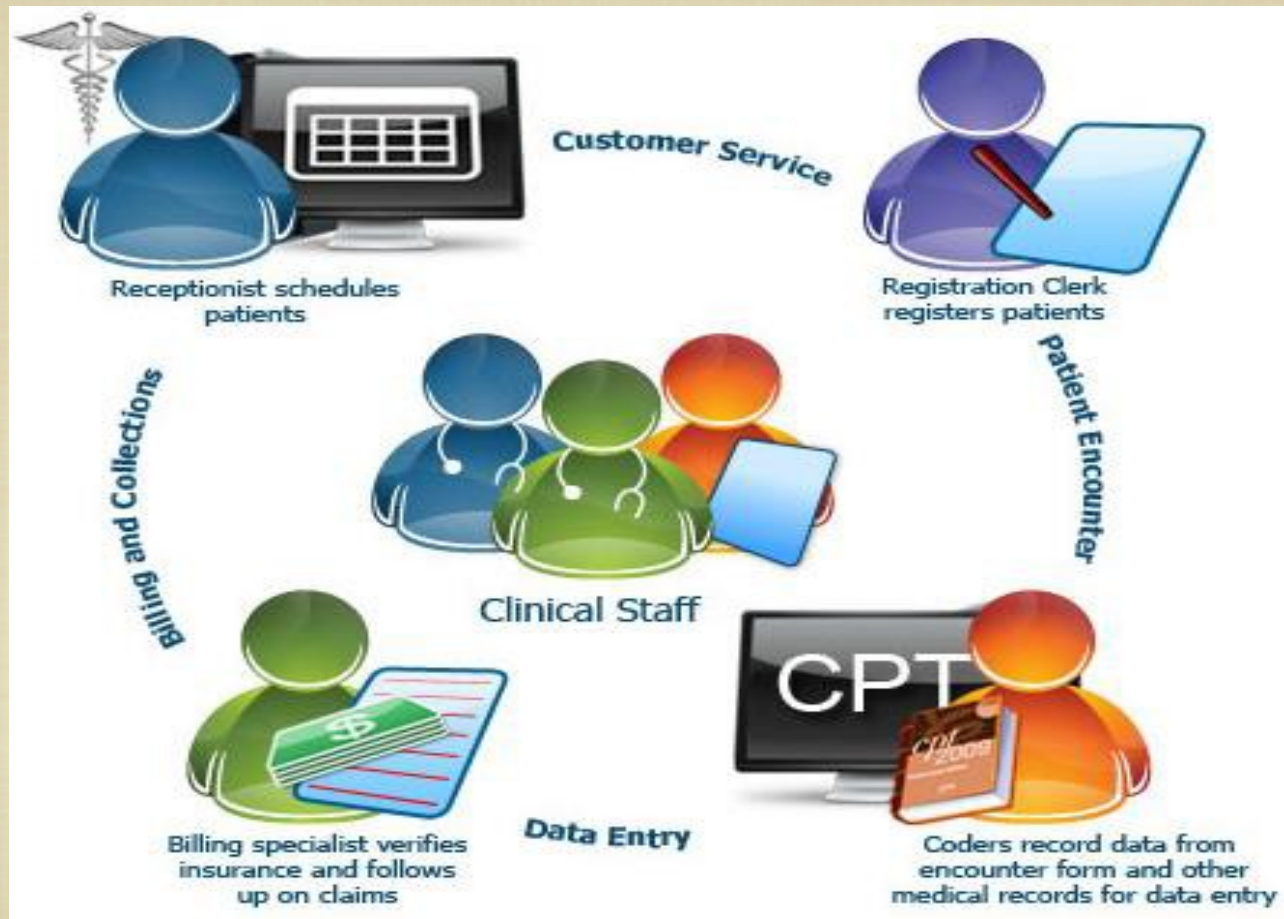 Customer Service
Receptionist schedules
patients
Registration Clerk
registers patients
Patient Encounter
Billing and Collections
Clinical Staff
CPT
cpt
2009
Billing specialist verifies
insurance and follows
up on claims
Data Entry
Coders record data from
encounter form and other
medical records for data entry